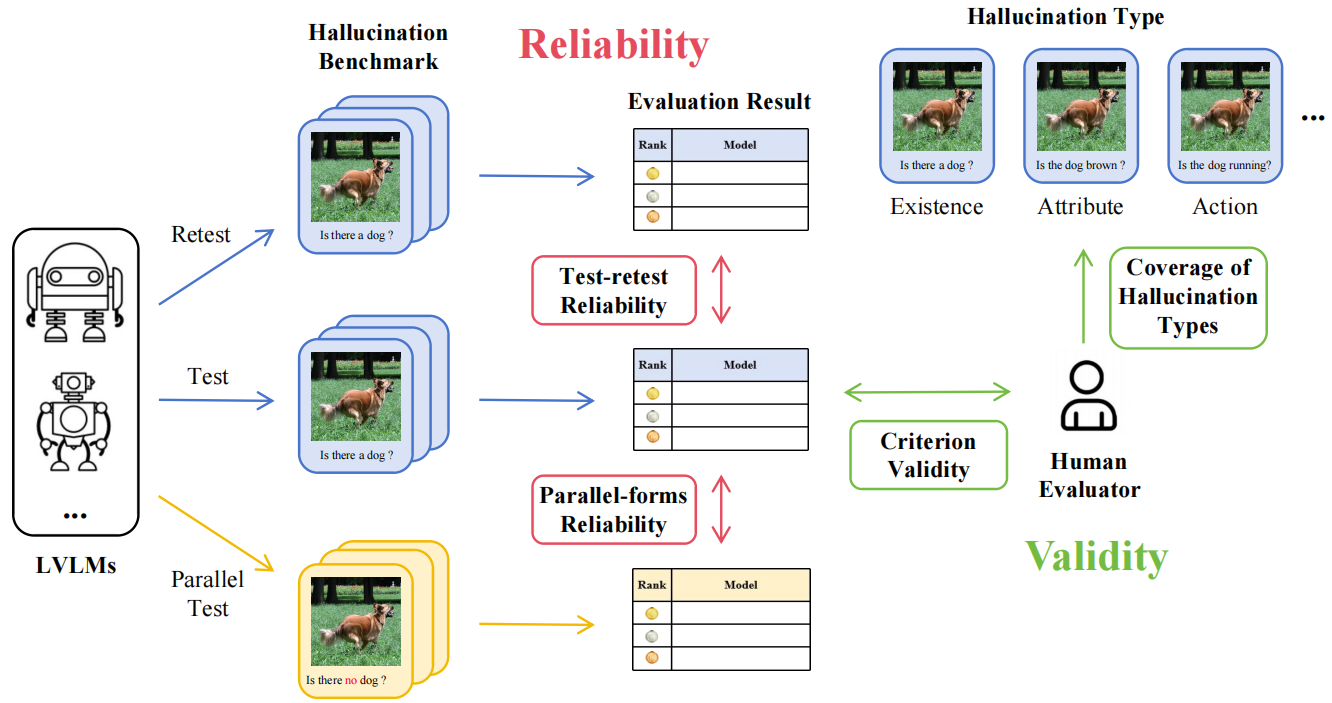 Hallucination
Benchmark
Reliability
Evaluation Result
Hallucination Type
Rank Model
Is there a dog ?
Is there a dog ?
Is the dog brown ?
Is the dog running?
...
Existence
Attribute
Action
Retest
Test-retest
Reliability
Coverage of
Hallucination
Types
Test
Rank Model
Is there a dog ?
Criterion
Validity
Human
Evaluator
...
LVLMs
Parallel-forms
Reliability
Validity
Parallel
Test
Rank Model
Is there no dog ?